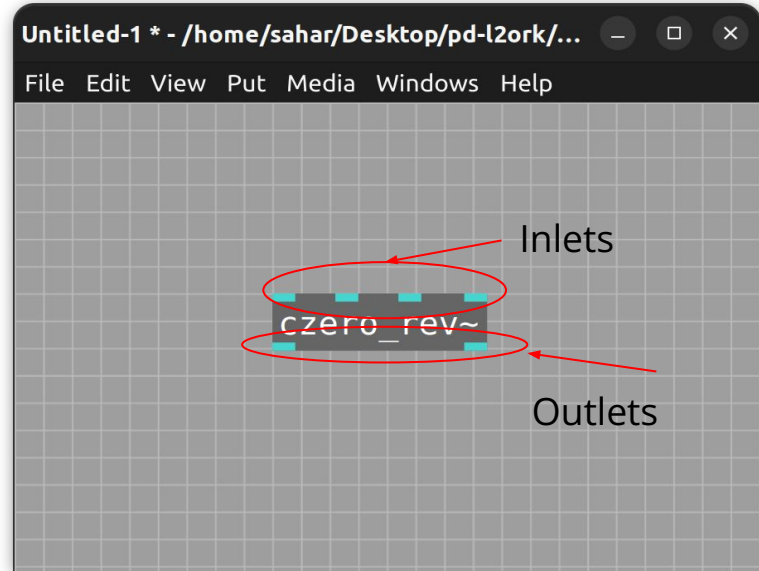 Untitled-1 * - /home/sahar/Desktop/pd-l2ork/...
File Edit View Put Media Windows Help
Inlets
czero_rev~
Outlets